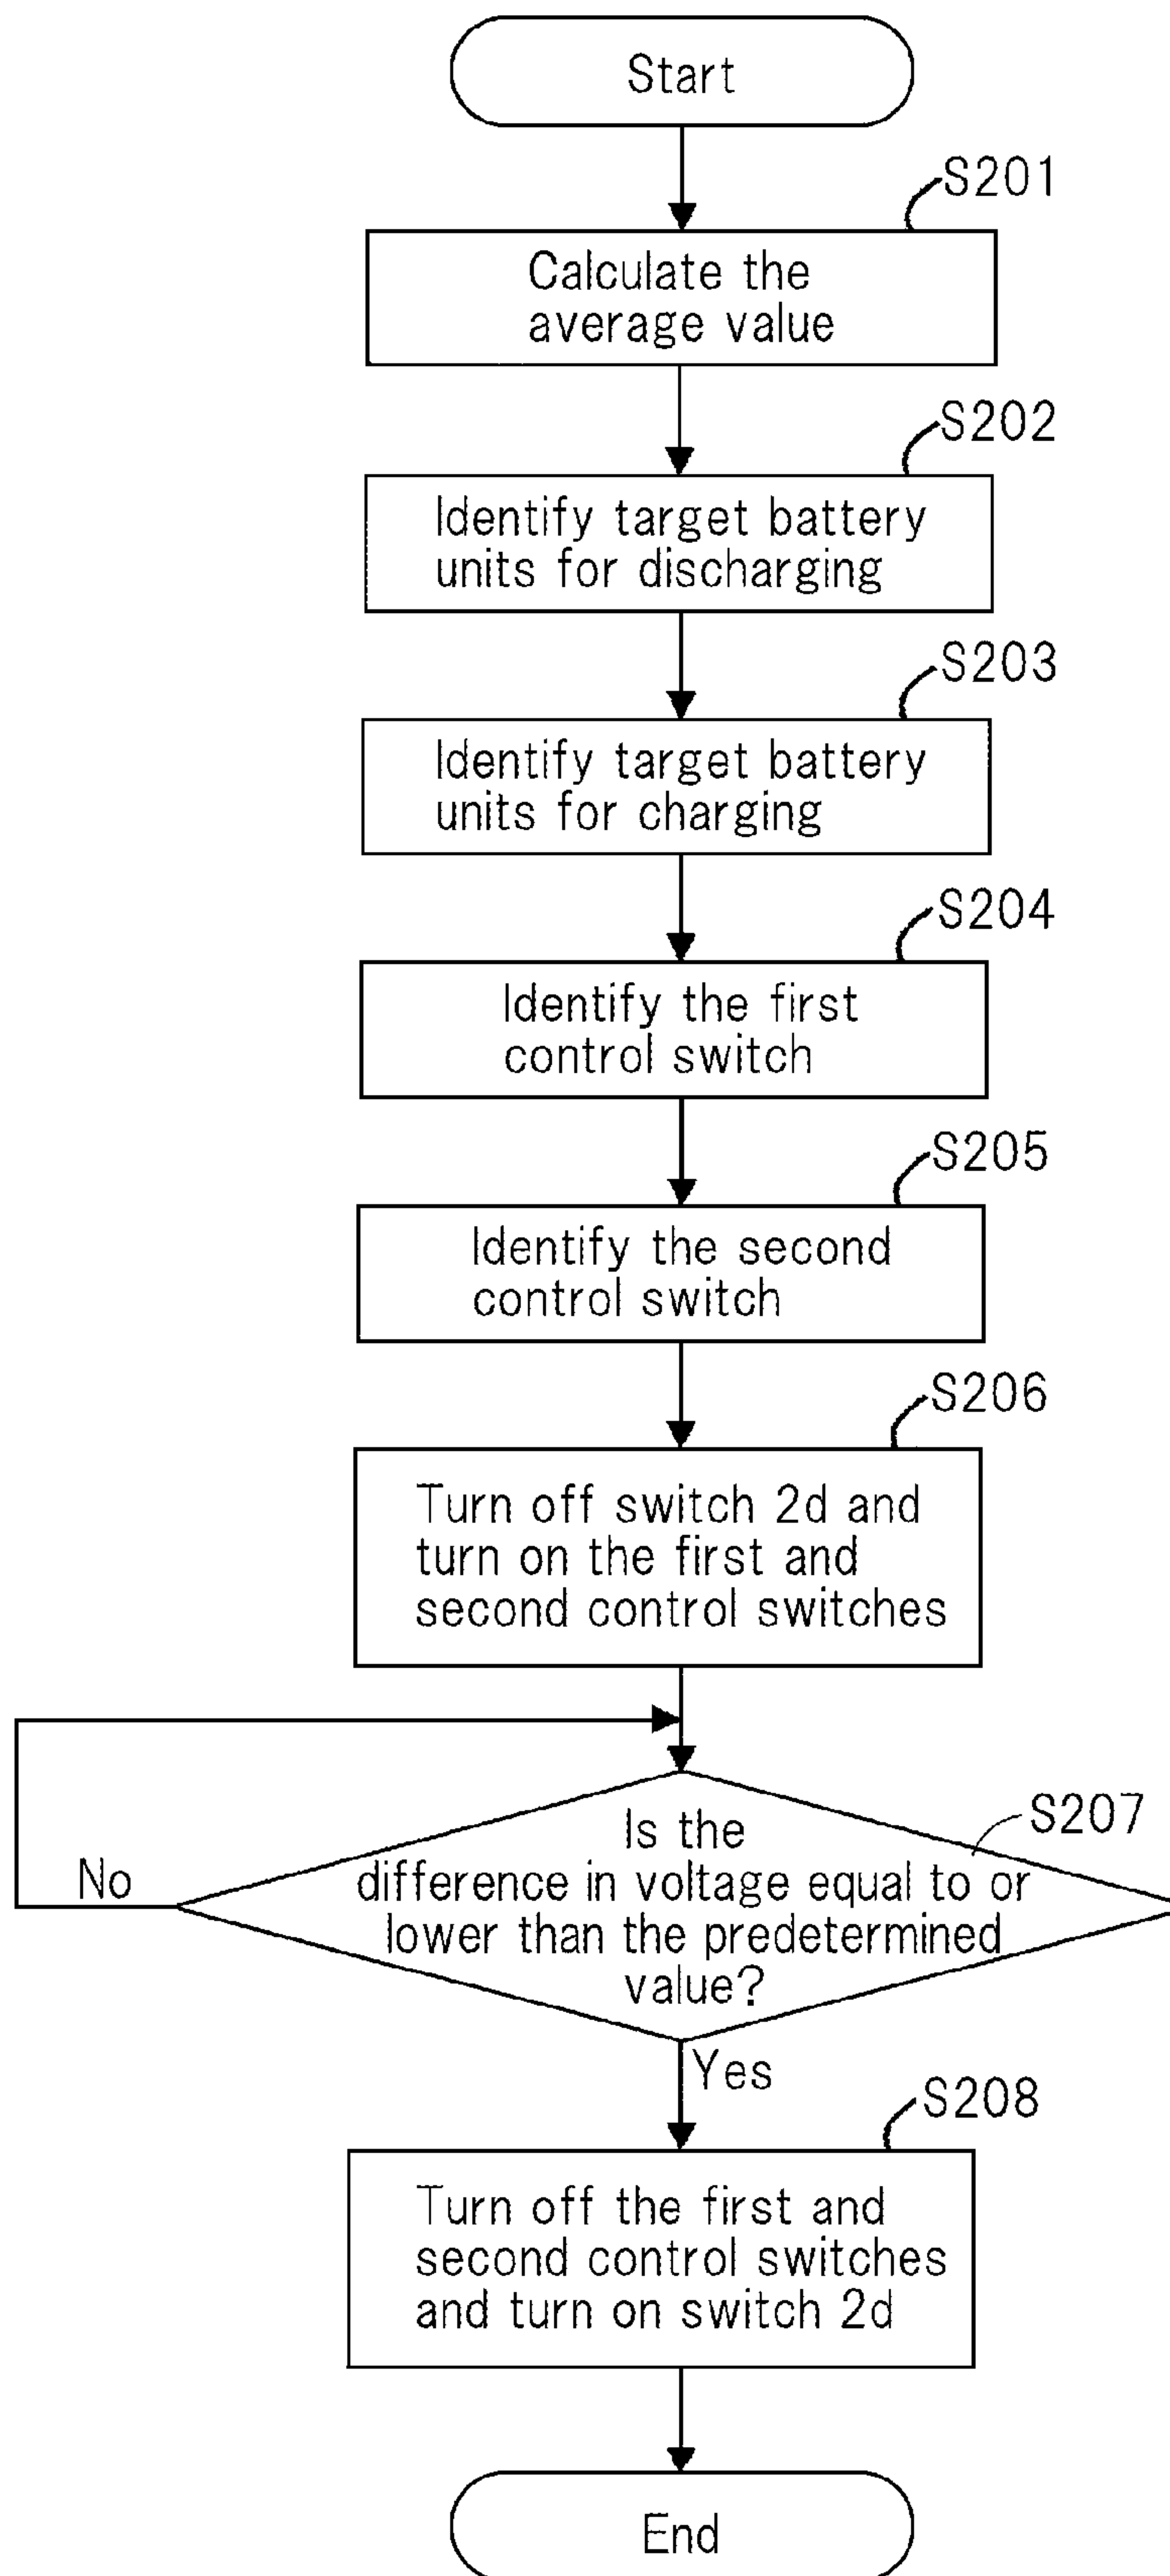 Start
S201
Calculate the
average value
S202
Identify target battery
units for discharging
S203
Identify target battery
units for charging
S204
Identify the first
control switch
S205
Identify the second
control switch
S206
Turn off switch 2d and
turn on the first and
second control switches
S207
Is the
difference in voltage equal to or
lower than the predetermined
value?
No
Yes
S208
Turn off the first and
second control switches
and turn on switch 2d
End